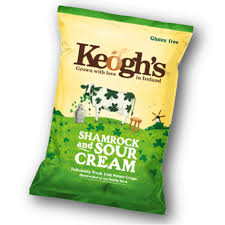 Gluten Free
Keogh's
Grown with love
in Ireland
SHAMROCK
and SOUR
CREAM
Deliciously Fresh Irish Potato Crisps